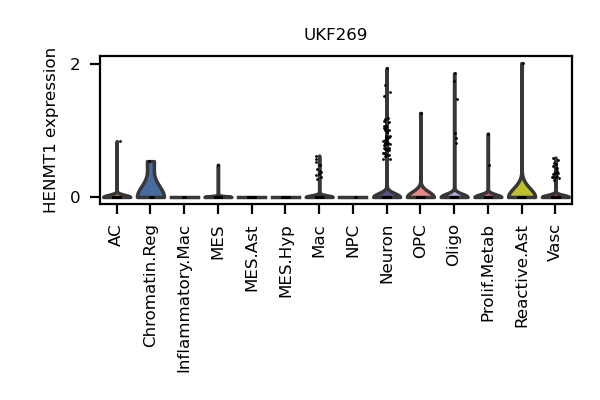 UKF269
HENMT1 expression
2
0
AC
Chromatin.Reg
Inflammatory.Mac
MES
MES.Ast
MES.Hyp
Mac
NPC
Neuron
OPC
Oligo
Prolif.Metab
Reactive.Ast
Vasc